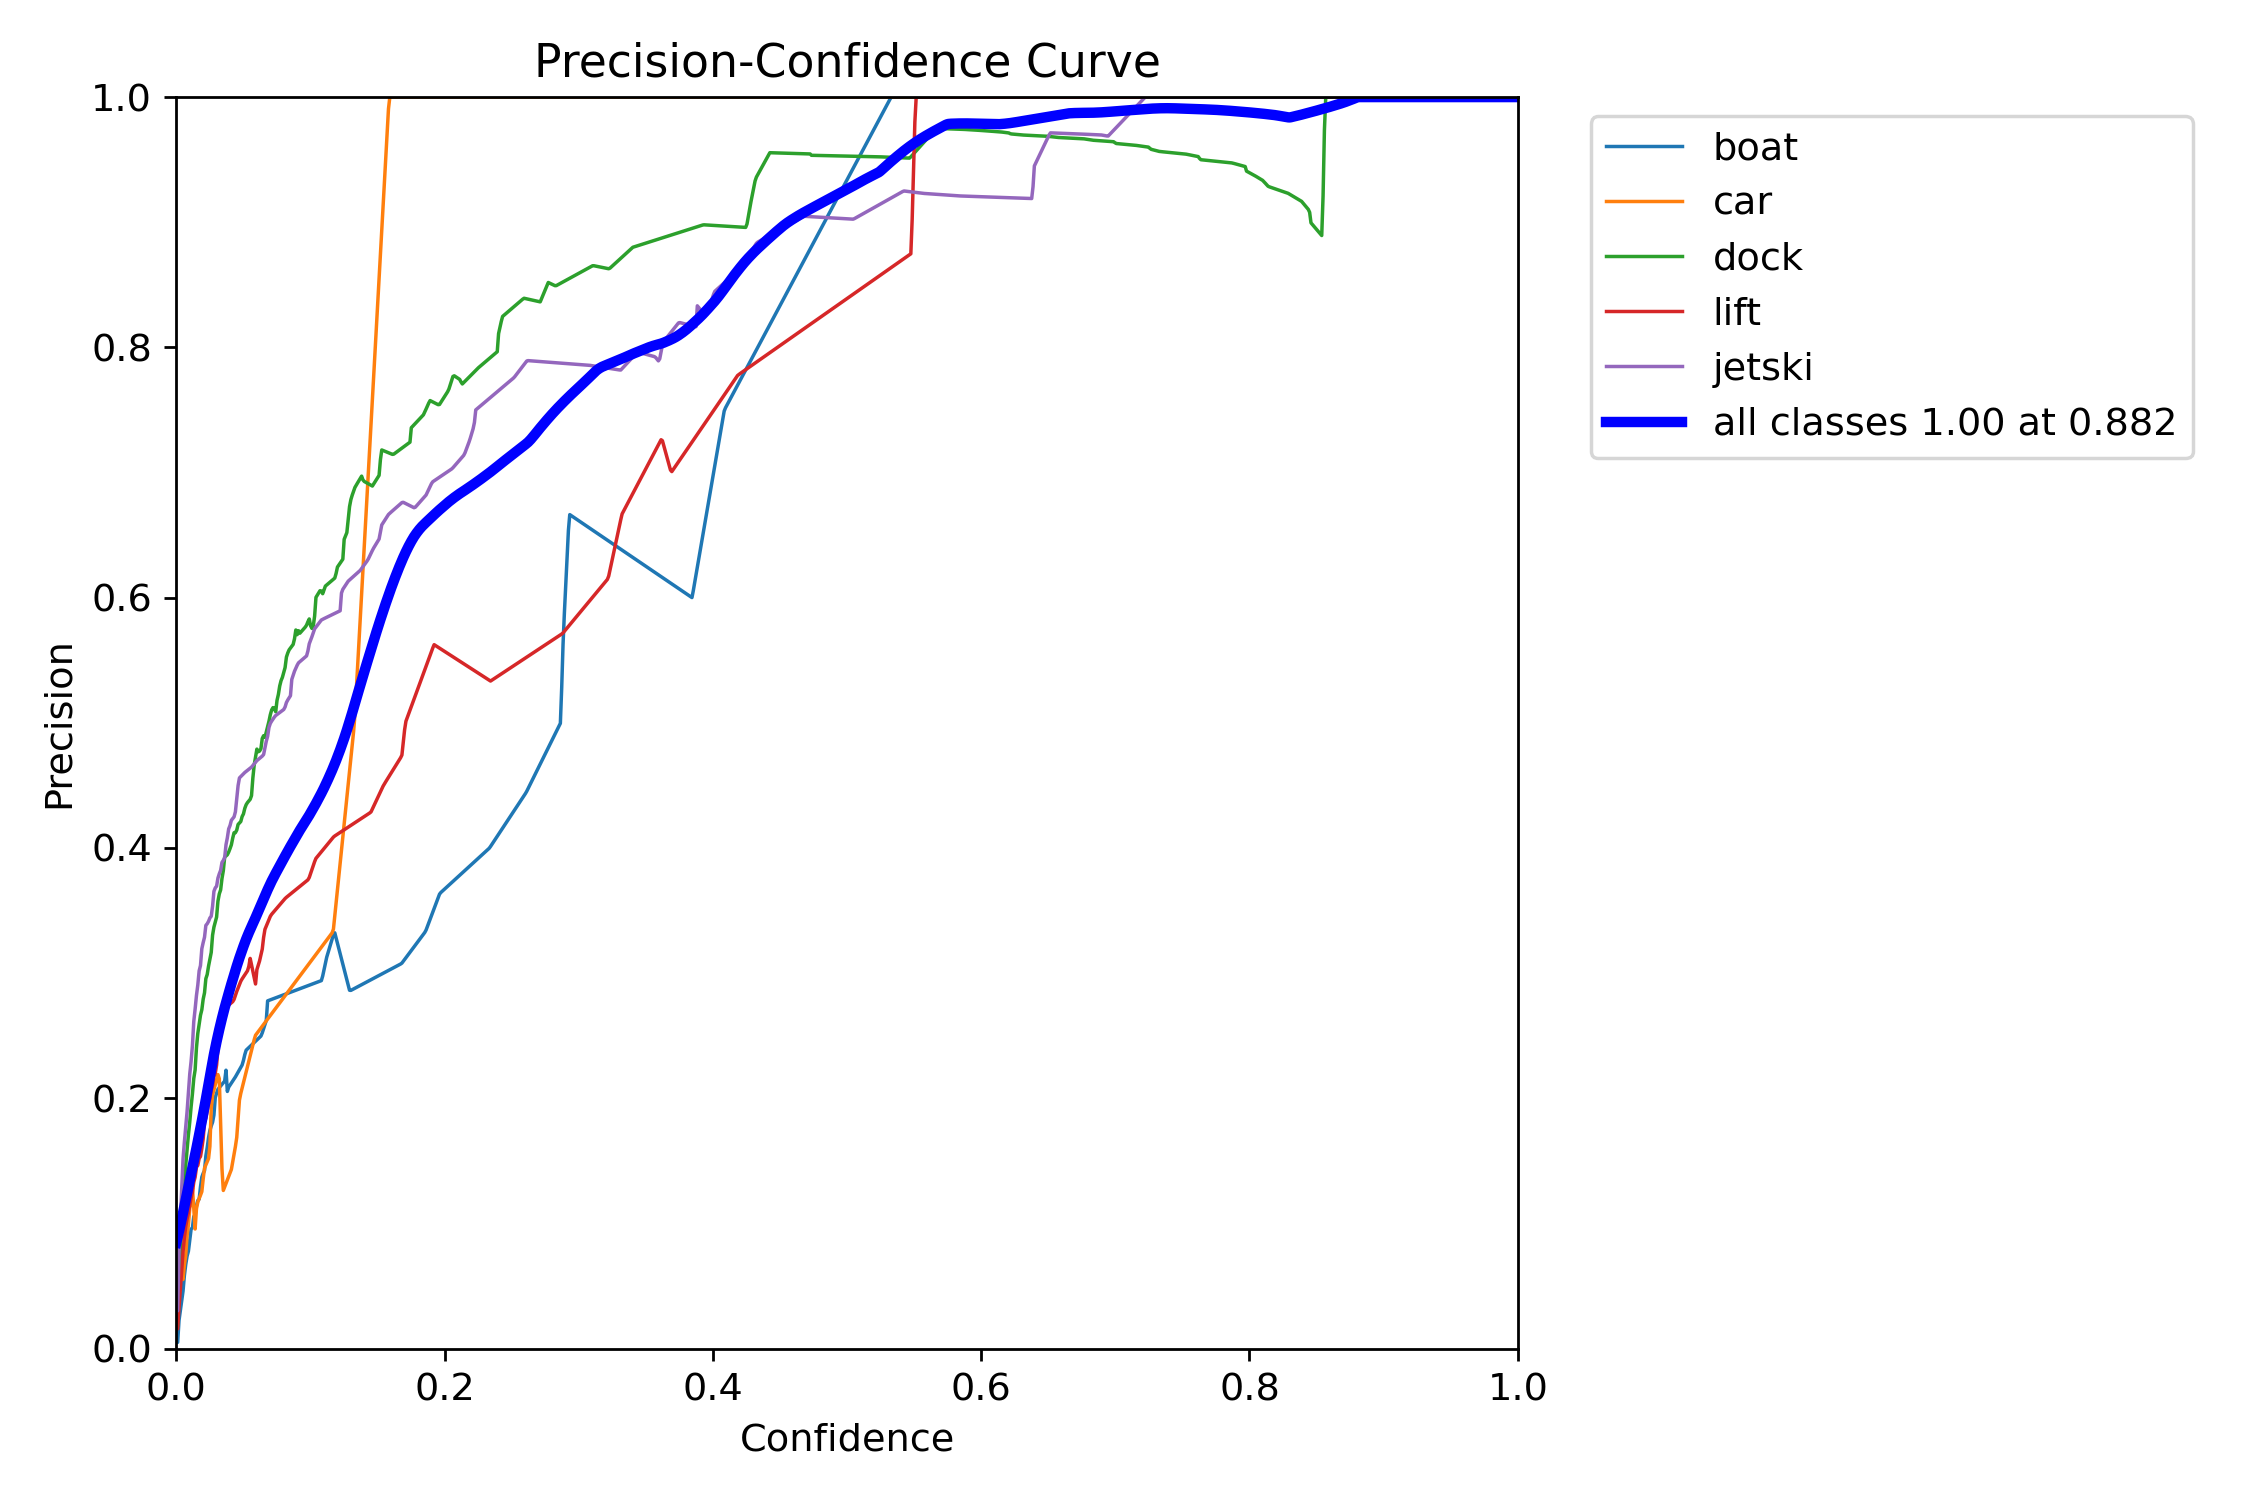 Precision-Confidence Curve
1.0
0.8
0.6
0.4
0.2
0.0
Precision
0.0 0.2 0.4 0.6 0.8 1.0
Confidence
boat
car
dock
lift
jetski
all classes 1.00 at 0.882